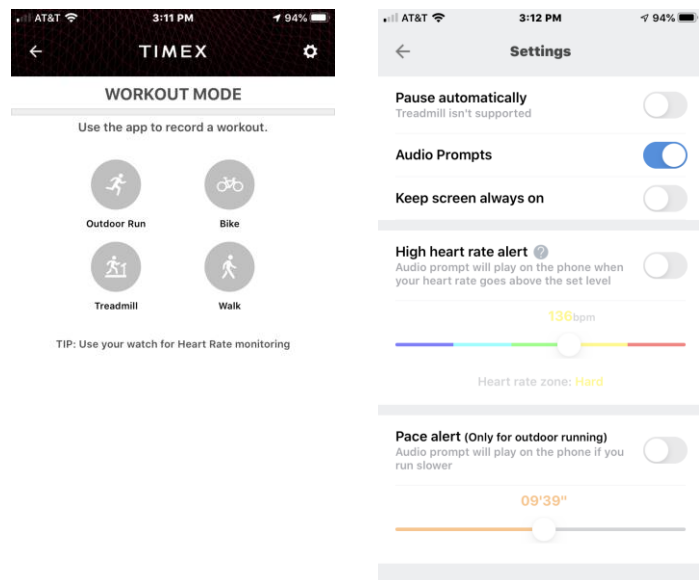 AT&T 3:11 PM 94%
TIMEX
WORKOUT MODE
Use the app to record a workout.
Outdoor Run Bike
Treadmill Walk
TIP: Use your watch for Heart Rate monitoring
AT&T 3:12 PM 94%
Settings
Pause automatically
Treadmill isn't supported
Audio Prompts
Keep screen always on
High heart rate alert ?
Audio prompt will play on the phone when
your heart rate goes above the set level
136bpm
Heart rate zone: Hard
Pace alert (Only for outdoor running)
Audio prompt will play on the phone if you
run slower
09'39"